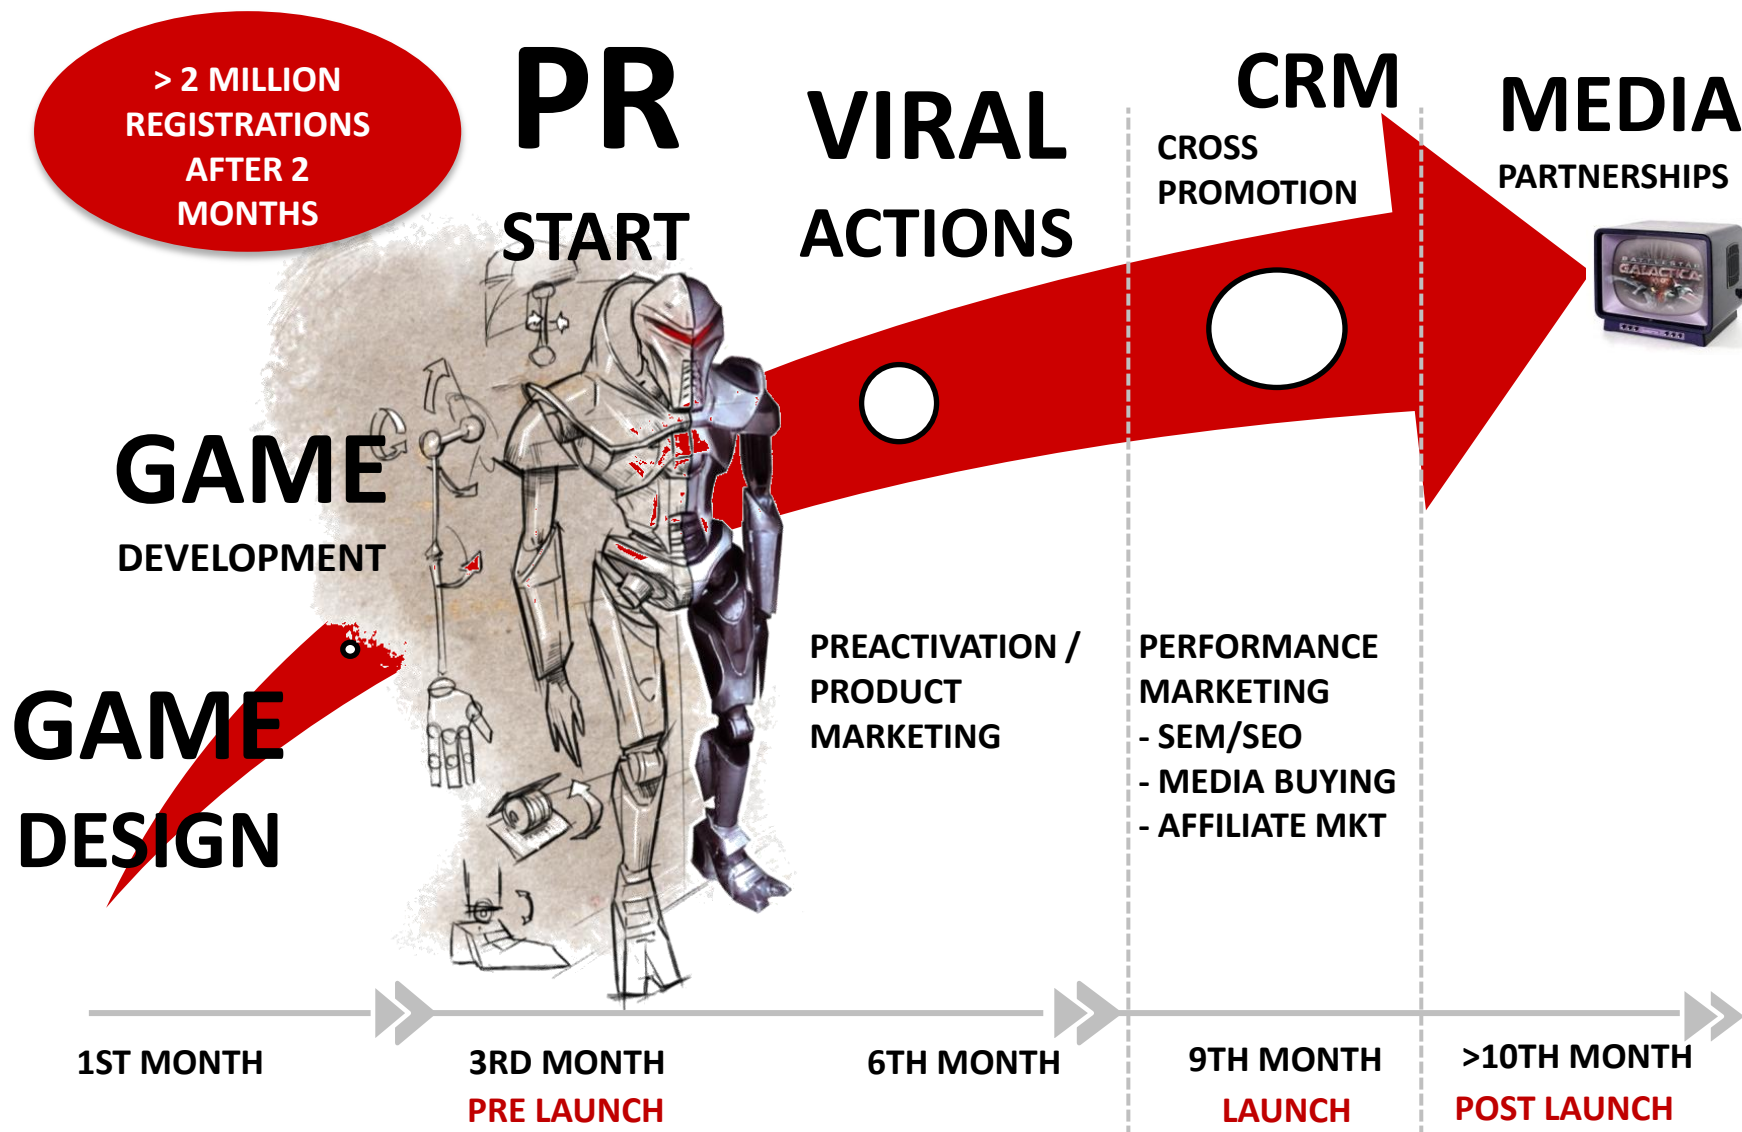 > 2 MILLION
REGISTRATIONS
AFTER 2
MONTHS
PR
START
VIRAL
ACTIONS
CRM
CROSS
PROMOTION
MEDIA
PARTNERSHIPS
BATTLESTAR
GALACTICA
GAME
DEVELOPMENT
GAME
DESIGN
PREACTIVATION /
PRODUCT
MARKETING
PERFORMANCE
MARKETING
- SEM/SEO
- MEDIA BUYING
- AFFILIATE MKT
1ST MONTH
3RD MONTH
PRE LAUNCH
6TH MONTH
9TH MONTH
LAUNCH
>10TH MONTH
POST LAUNCH